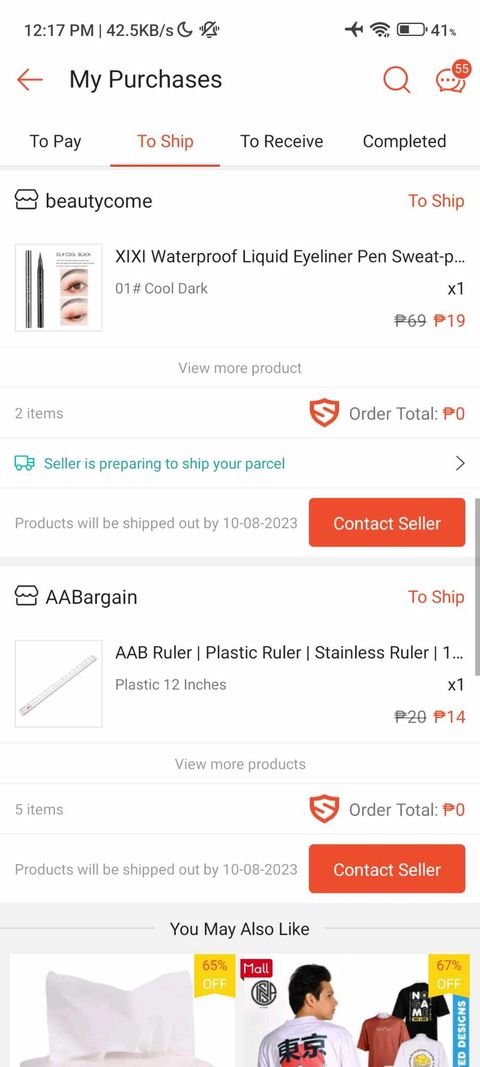 12:17 PM | 42.5KB/s
41%
My Purchases
55
To Pay
To Ship
To Receive
Completed
beautycome
To Ship
01# COOL BLACK
XIXI Waterproof Liquid Eyeliner Pen Sweat-p...
01# Cool Dark
x1
₱69 ₱19
View more product
2 items
Order Total: ₱0
Seller is preparing to ship your parcel
Products will be shipped out by 10-08-2023
Contact Seller
AABargain
To Ship
AAB Ruler | Plastic Ruler | Stainless Ruler | 1...
Plastic 12 Inches
x1
₱20 ₱14
View more products
5 items
Order Total: ₱0
Products will be shipped out by 10-08-2023
Contact Seller
You May Also Like
65%
OFF
Mall
67%
OFF
東京